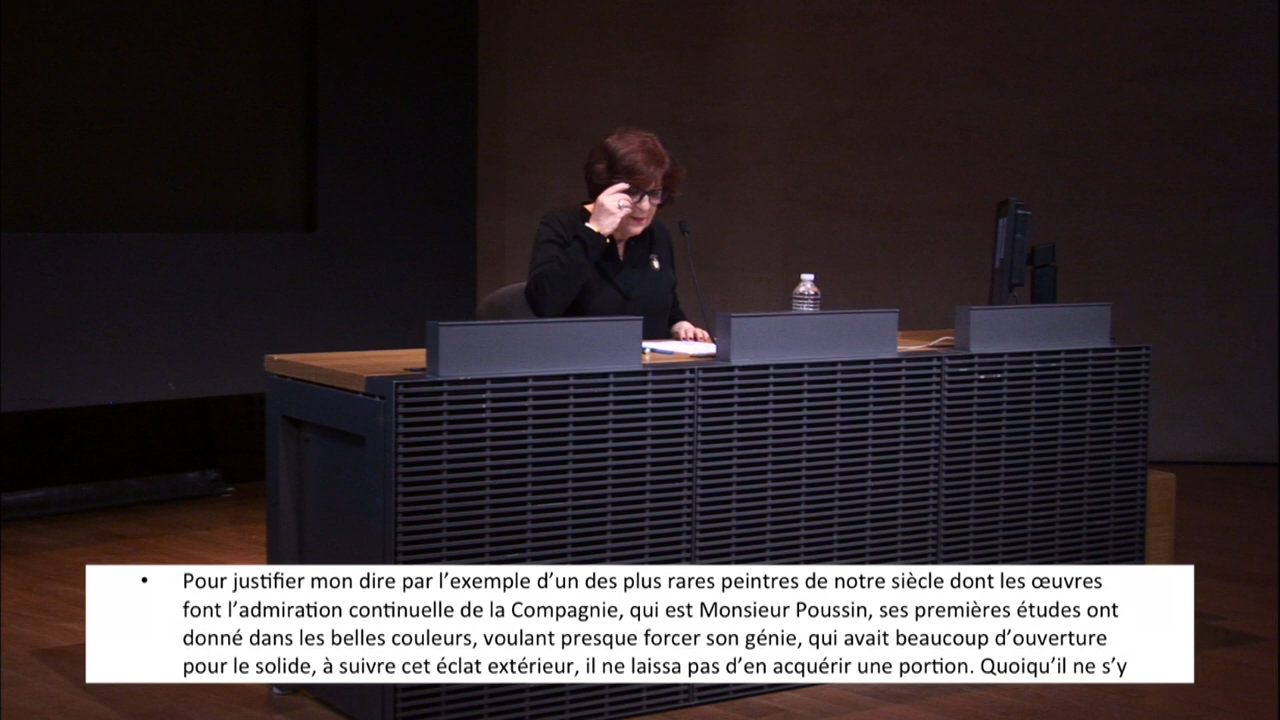 • Pour justifier mon dire par l’exemple d’un des plus rares peintres de notre siècle dont les œuvres
font l’admiration continuelle de la Compagnie, qui est Monsieur Poussin, ses premières études ont
donné dans les belles couleurs, voulant presque forcer son génie, qui avait beaucoup d’ouverture
pour le solide, à suivre cet éclat extérieur, il ne laissa pas d’en acquérir une portion. Quoiqu’il ne s’y